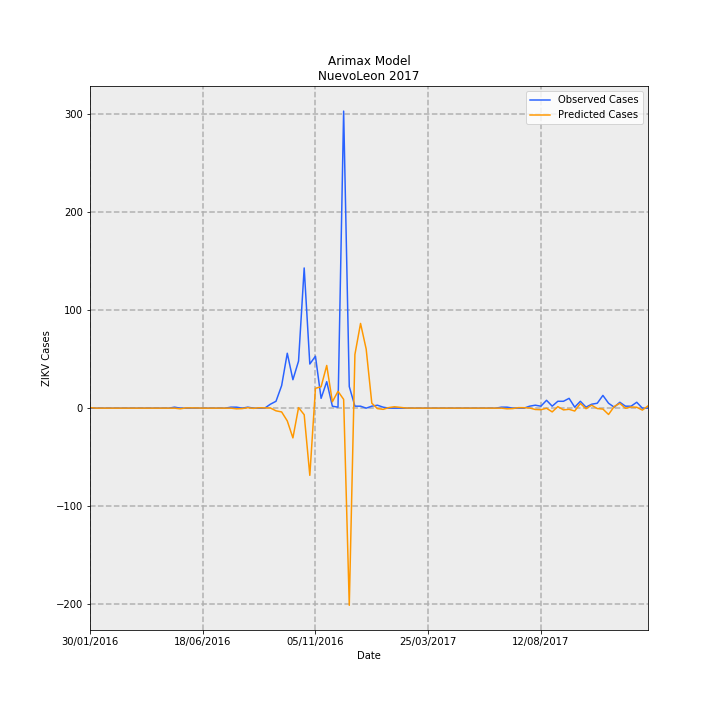 Arimax Model
NuevoLeon 2017
Observed Cases
Predicted Cases
300
200
100
0
−100
−200
ZIKV Cases
30/01/2016
18/06/2016
05/11/2016
25/03/2017
12/08/2017
Date